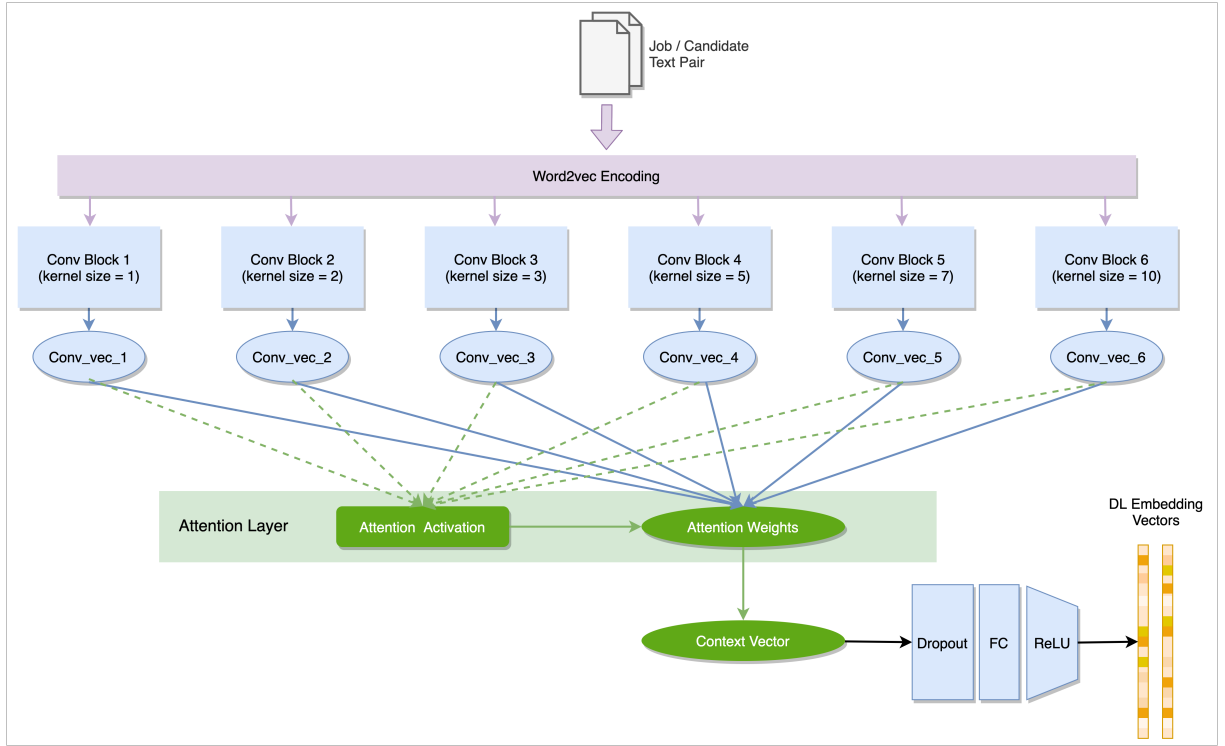 Job / Candidate
Text Pair
Word2vec Encoding
Conv Block 1
(kernel size = 1)
Conv Block 2
(kernel size = 2)
Conv Block 3
(kernel size = 3)
Conv Block 4
(kernel size = 5)
Conv Block 5
(kernel size = 7)
Conv Block 6
(kernel size = 10)
Conv_vec_1
Conv_vec_2
Conv_vec_3
Conv_vec_4
Conv_vec_5
Conv_vec_6
Attention Layer
Attention Activation
Attention Weights
DL Embedding
Vectors
Context Vector
Dropout
FC
ReLU